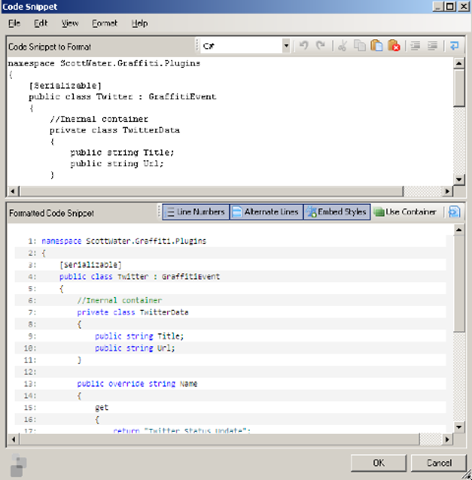 Code Snippet
File Edit View Format Help
Code Snippet to Format C#
namespace ScottWater.Graffiti.Plugins
{
[Serializable]
public class Twitter : GraffitiEvent
{
//Inernal container
private class TwitterData
{
public string Title;
public string Url;
}
Formatted Code Snippet Line Numbers Alternate Lines Embed Styles Use Container
1: namespace ScottWater.Graffiti.Plugins
2: {
3: [Serializable]
4: public class Twitter : GraffitiEvent
5: {
6: //Inernal container
7: private class TwitterData
8: {
9: public string Title;
10: public string Url;
11: }
12:
13: public override string Name
14: {
15: get
16: {
17: return "Twitter Status Update";
OK Cancel